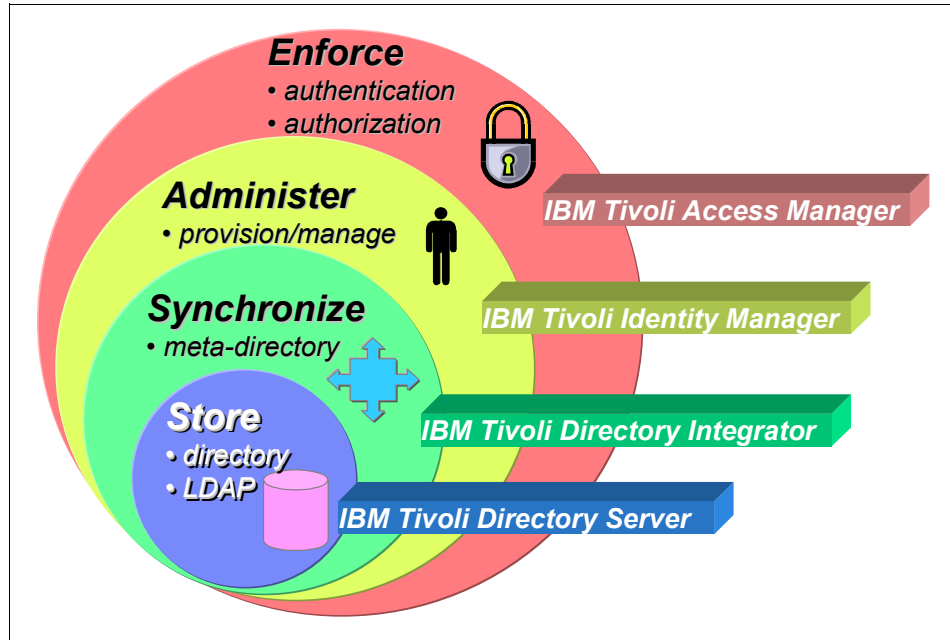 Enforce
• authentication
• authorization
IBM Tivoli Access Manager
Administer
• provision/manage
IBM Tivoli Identity Manager
Synchronize
• meta-directory
IBM Tivoli Directory Integrator
Store
• directory
• LDAP
IBM Tivoli Directory Server